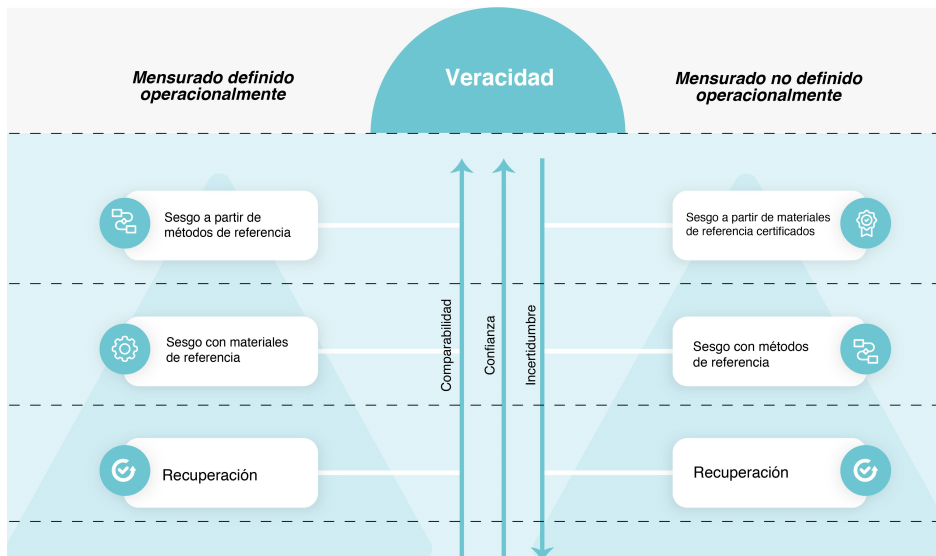 Veracidad
Mensurado definido
operacionalmente
Mensurado no definido
operacionalmente
Sesgo a partir de
métodos de referencia
Sesgo a partir de materiales
de referencia certificados
Comparabilidad
Confianza
Incertidumbre
Sesgo con materiales
de referencia
Sesgo con métodos
de referencia
Recuperación
Recuperación